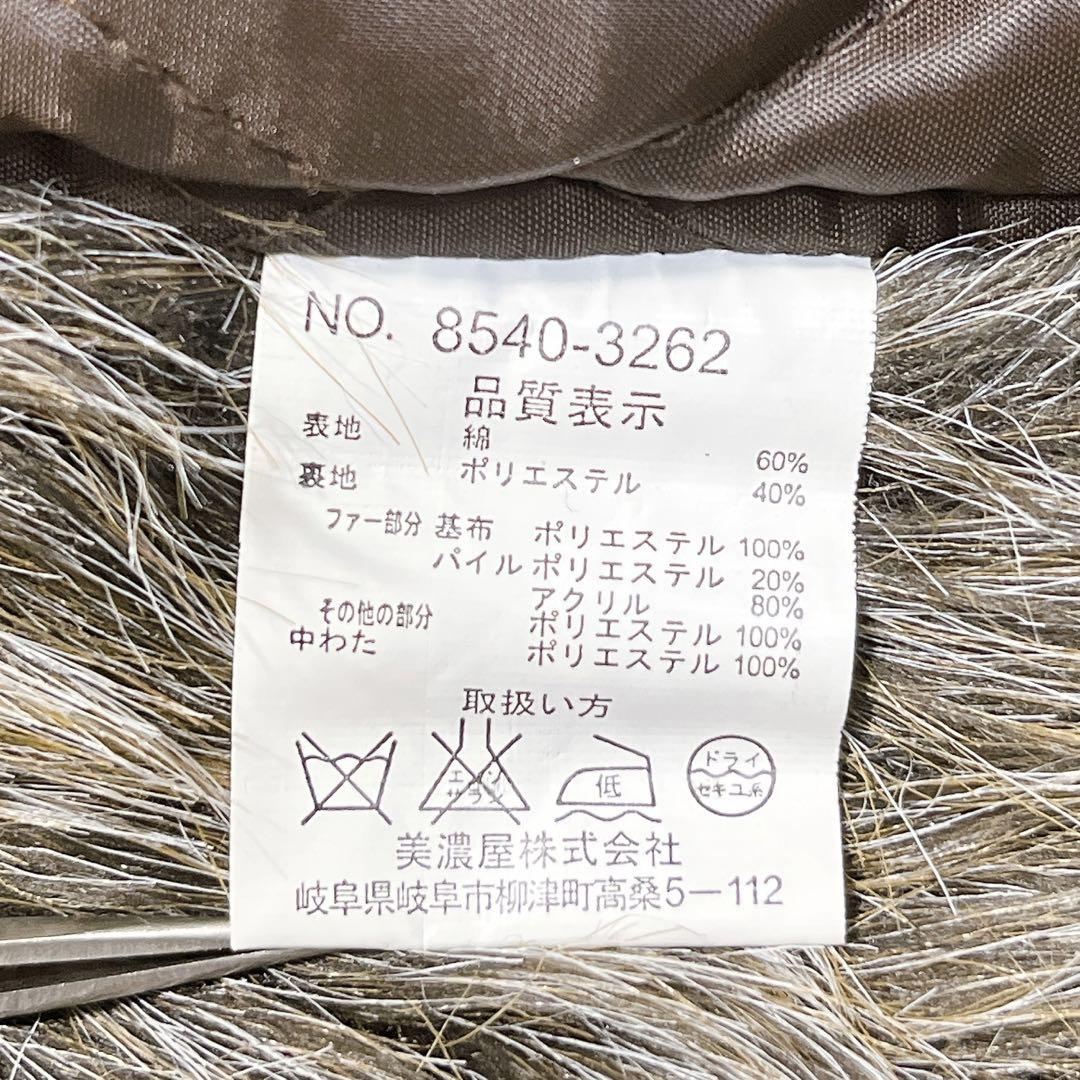 NO. 8540-3262
品質表示
表地 綿 60%
裏地 ポリエステル 40%
ファー部分 基布 ポリエステル 100%
パイル ポリエステル 20%
アクリル 80%
その他の部分 ポリエステル 100%
中わた ポリエステル 100%
取扱い方
エンソ
サラシ
低
ドライ
セキユ系
美濃屋株式会社
岐阜県岐阜市柳津町高桑5ー112